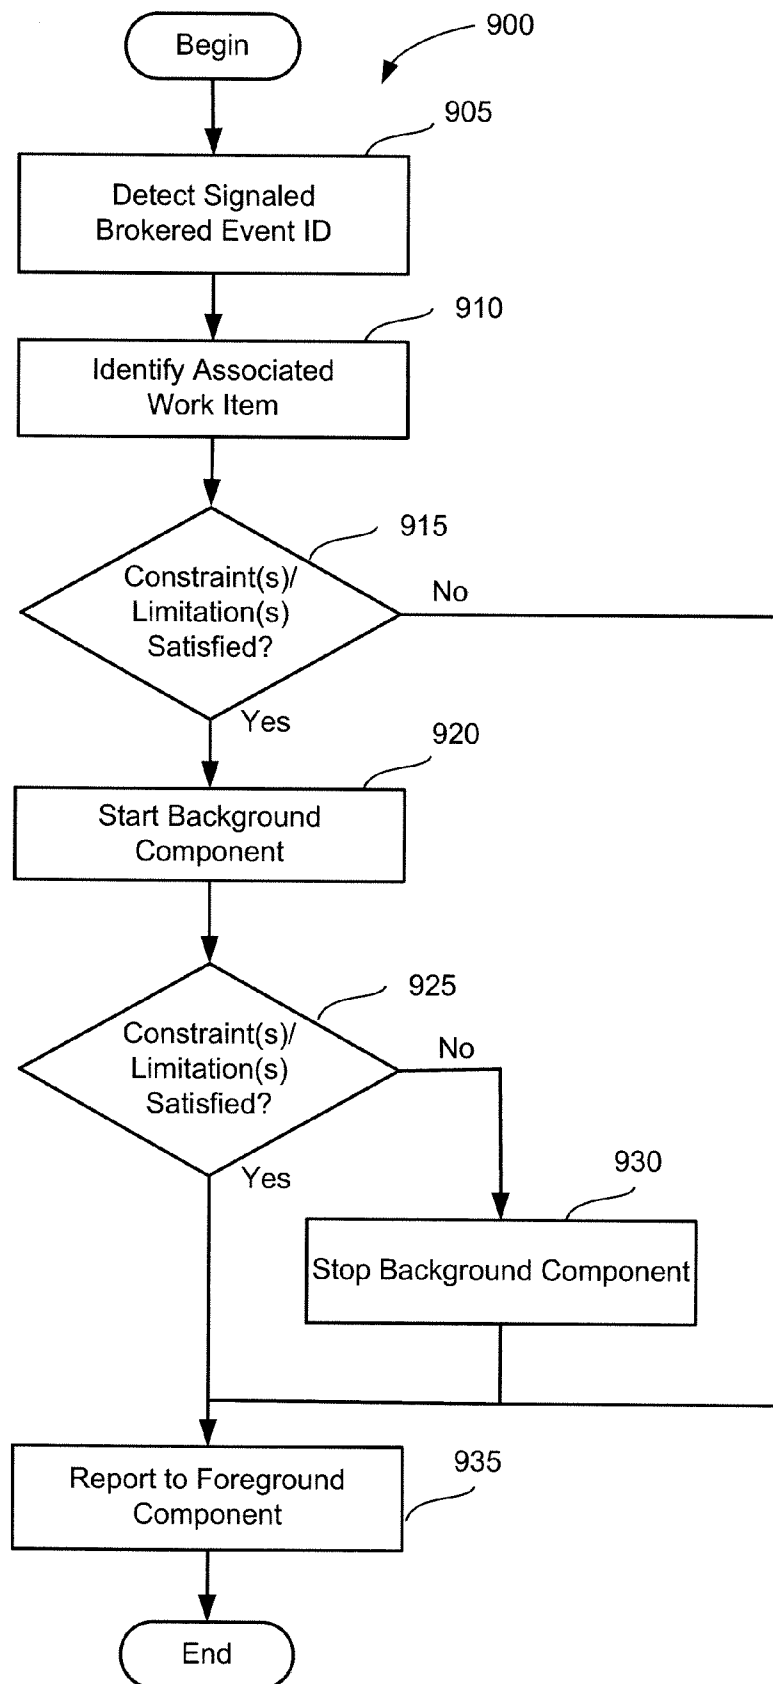 Begin
900
905
Detect Signaled
Brokered Event ID
910
Identify Associated
Work Item
915
Constraint(s)/
Limitation(s)
Satisfied?
No
Yes
920
Start Background
Component
925
Constraint(s)/
Limitation(s)
Satisfied?
No
Yes
930
Stop Background Component
Report to Foreground
Component
935
End